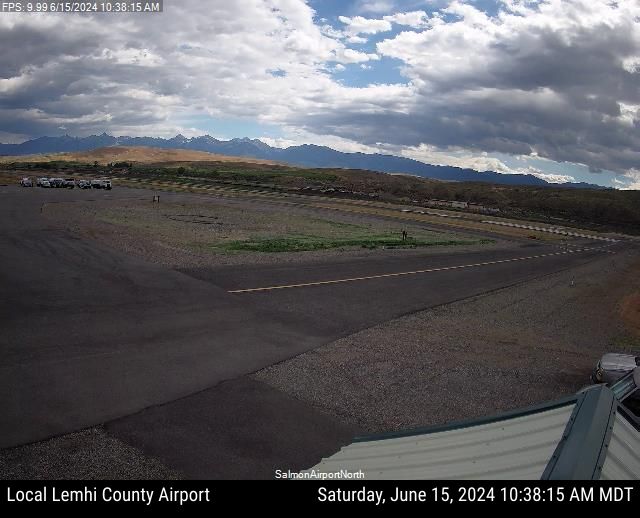 FPS: 9.99 6/15/2024 10:38:15 AM
SalmonAirportNorth
Local Lemhi County Airport
Saturday, June 15, 2024 10:38:15 AM MDT